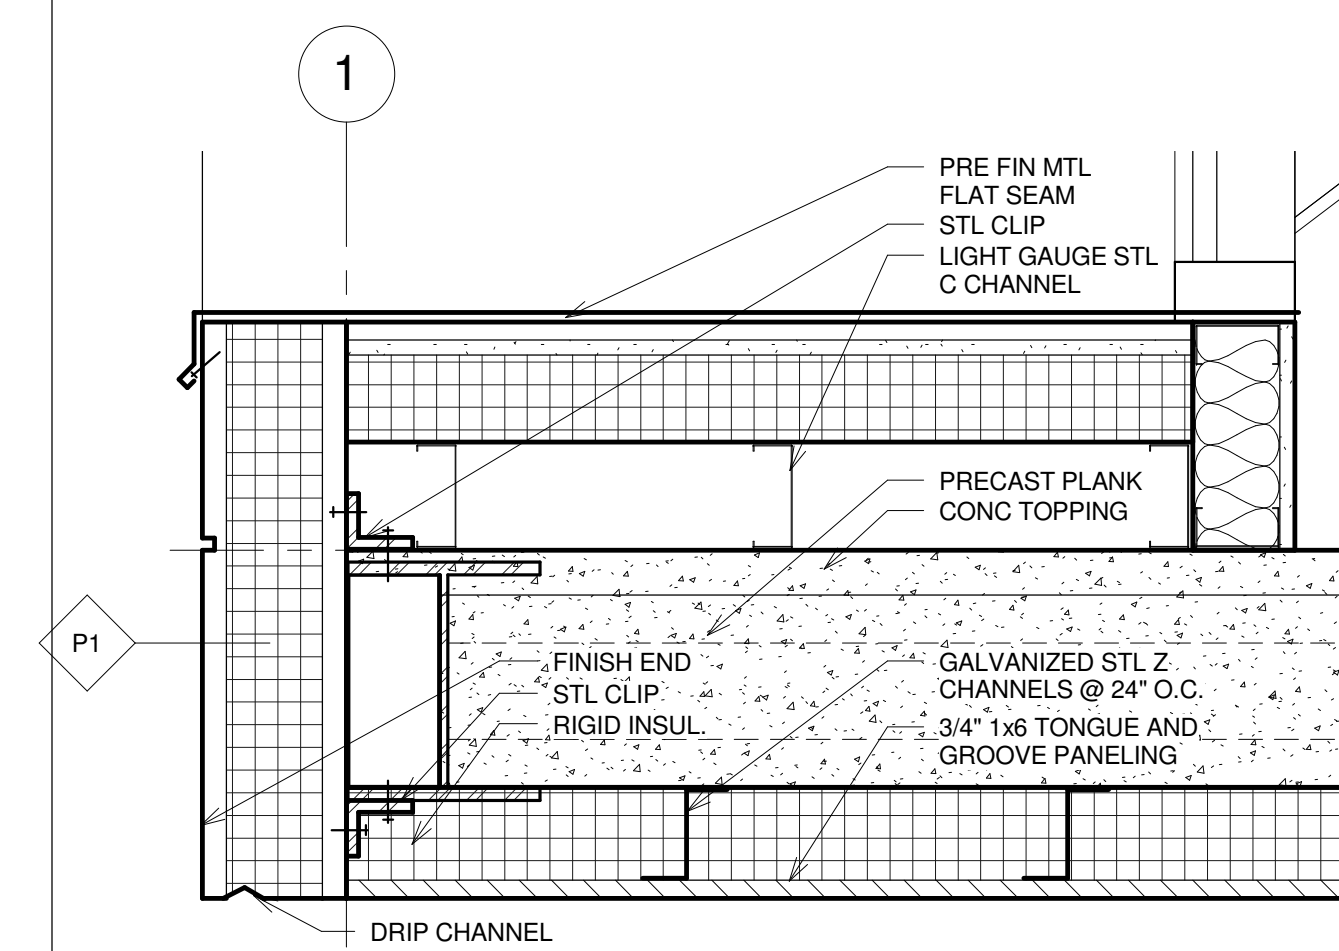 1
PRE FIN MTL
FLAT SEAM
STL CLIP
LIGHT GAUGE STL
C CHANNEL
PRECAST PLANK
CONC TOPPING
P1
FINISH END
STL CLIP
RIGID INSUL.
GALVANIZED STL Z
CHANNELS @ 24" O.C.
3/4" 1x6 TONGUE AND
GROOVE PANELING
DRIP CHANNEL